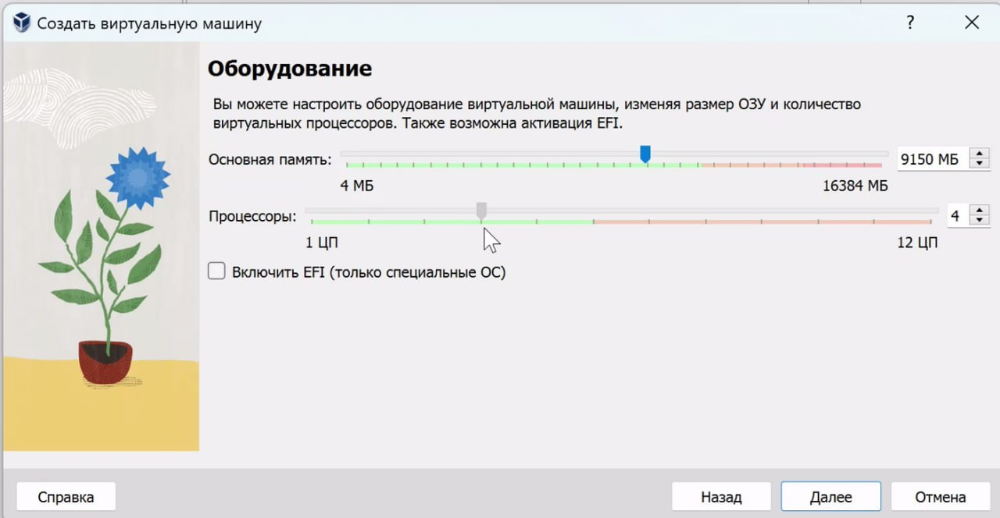 Создать виртуальную машину
?
Оборудование
Вы можете настроить оборудование виртуальной машины, изменяя размер ОЗУ и количество
виртуальных процессоров. Также возможна активация EFI.
Основная память:
9150 МБ
4 МБ
16384 МБ
Процессоры:
4
1 ЦП
12 ЦП
Включить EFI (только специальные ОС)
Справка
Назад
Далее
Отмена